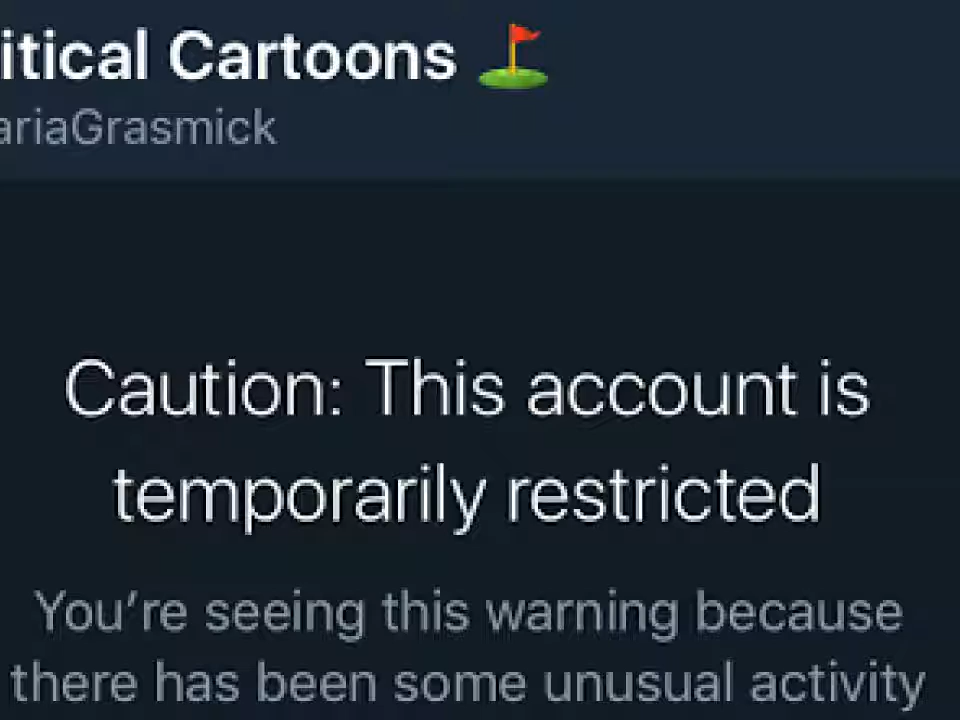 itical Cartoons ⛳
ariaGrasmick
Caution: This account is
temporarily restricted
You're seeing this warning because
there has been some unusual activity